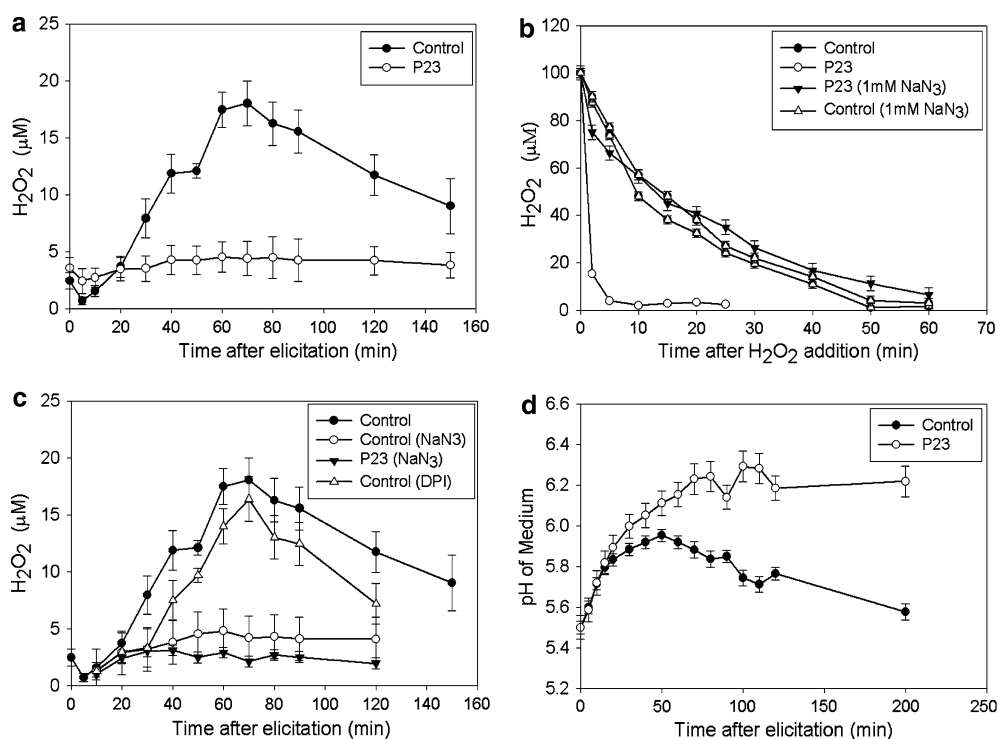 a
25
20
15
10
5
0
H₂O₂ (μM)
Control
P23
0 20 40 60 80 100 120 140 160
Time after elicitation (min)
b
120
100
80
60
40
20
0
H₂O₂ (μM)
Control
P23
P23 (1mM NaN₃)
Control (1mM NaN₃)
0 10 20 30 40 50 60 70
Time after H₂O₂ addition (min)
c
25
20
15
10
5
0
H₂O₂ (μM)
Control
Control (NaN3)
P23 (NaN₃)
Control (DPI)
0 20 40 60 80 100 120 140 160
Time after elicitation (min)
d
6.6
6.4
6.2
6.0
5.8
5.6
5.4
5.2
pH of Medium
Control
P23
0 50 100 150 200 250
Time after elicitation (min)